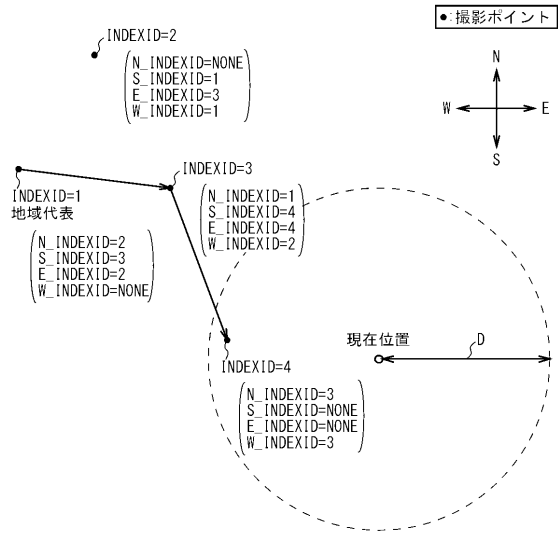 ●:撮影ポイント
INDEXID=2
N_INDEXID=NONE
S_INDEXID=1
E_INDEXID=3
W_INDEXID=1
N
W
E
S
INDEXID=3
N_INDEXID=1
S_INDEXID=4
E_INDEXID=4
W_INDEXID=2
INDEXID=1
地域代表
N_INDEXID=2
S_INDEXID=3
E_INDEXID=2
W_INDEXID=NONE
現在位置
D
INDEXID=4
N_INDEXID=3
S_INDEXID=NONE
E_INDEXID=NONE
W_INDEXID=3